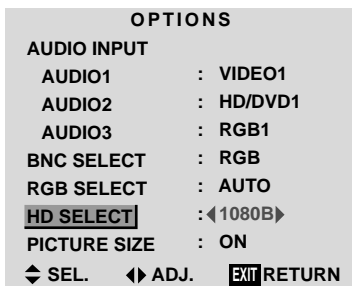 OPTIONS
AUDIO INPUT
AUDIO1 : VIDEO1
AUDIO2 : HD/DVD1
AUDIO3 : RGB1
BNC SELECT : RGB
RGB SELECT : AUTO
HD SELECT : 1080B
PICTURE SIZE : ON
SEL. ADJ. EXIT RETURN